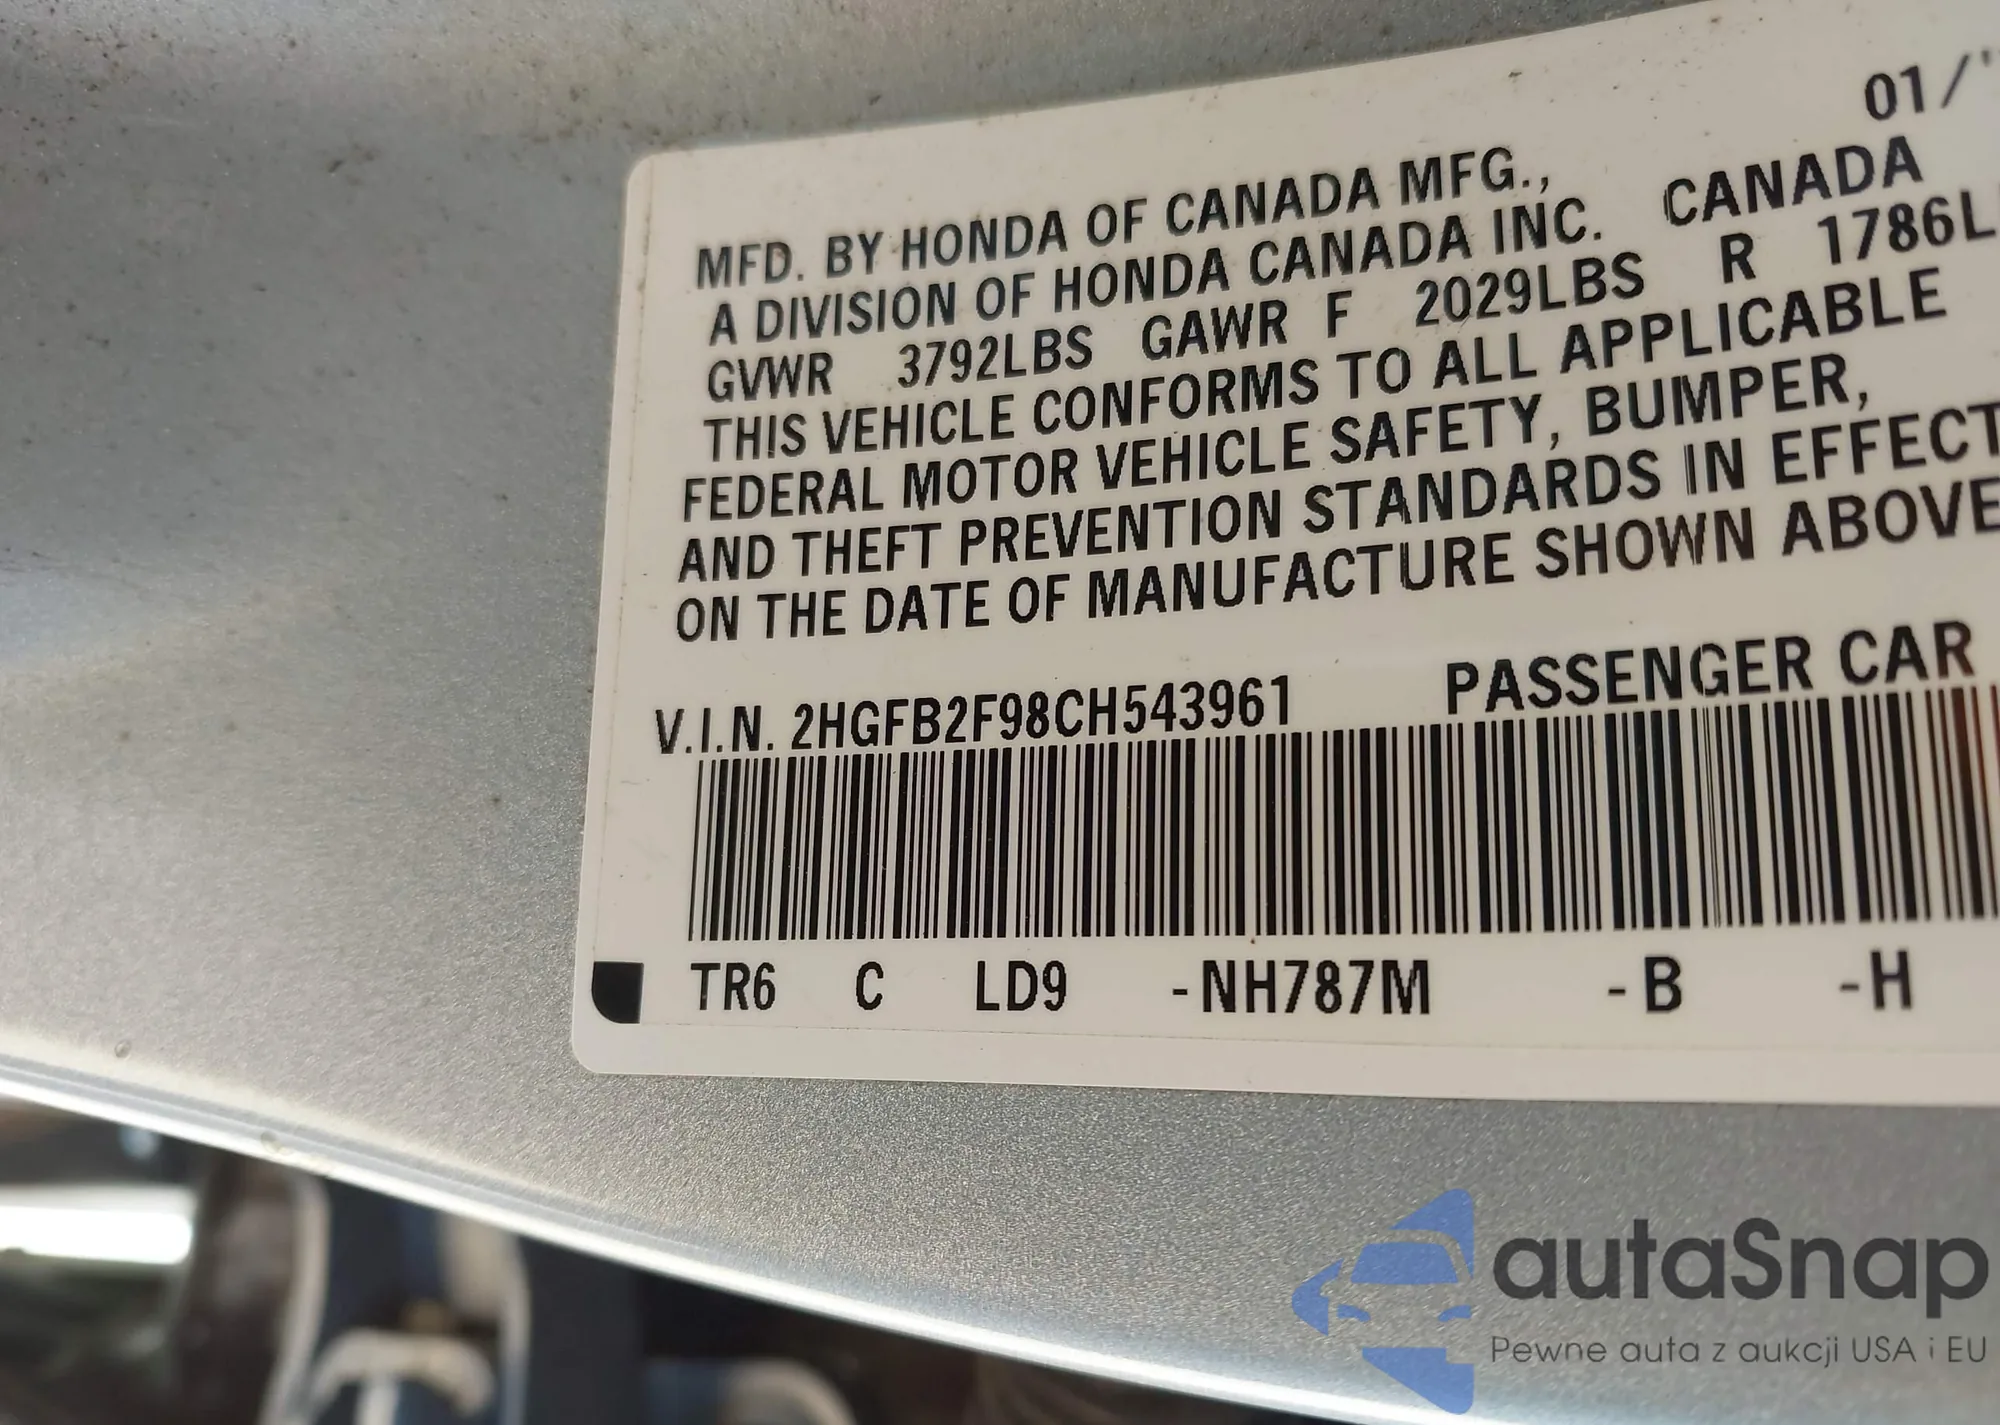 01/
MFD. BY HONDA OF CANADA MFG.,
A DIVISION OF HONDA CANADA INC. CANADA
GVWR 3792LBS GAWR F 2029LBS R 1786L
THIS VEHICLE CONFORMS TO ALL APPLICABLE
FEDERAL MOTOR VEHICLE SAFETY, BUMPER,
AND THEFT PREVENTION STANDARDS IN EFFECT
ON THE DATE OF MANUFACTURE SHOWN ABOVE
V.I.N. 2HGFB2F98CH543961 PASSENGER CAR
TR6 C LD9 -NH787M -B -H
autaSnap
Pewne auta z aukcji USA i EU